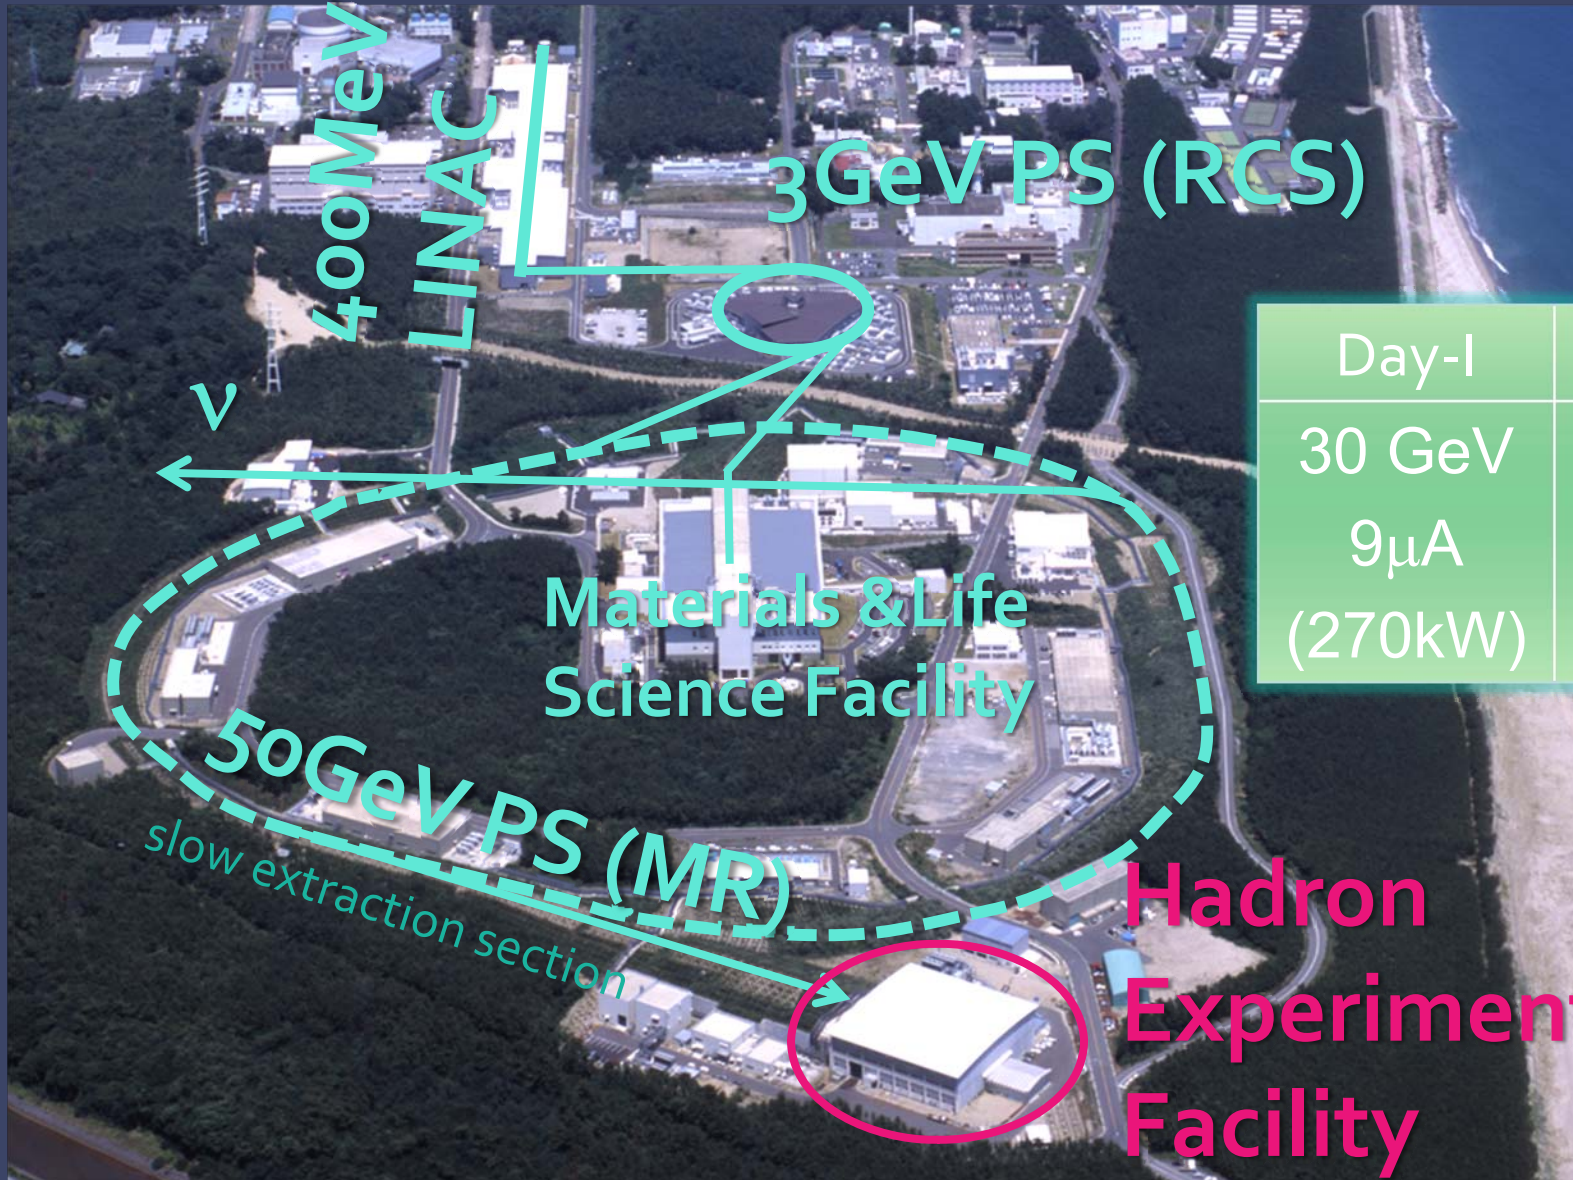 400MeV
LINAC
3GeV PS (RCS)
ν
Day-I
30 GeV
9μA
(270kW)
Materials &Life
Science Facility
50GeV PS (MR)
slow extraction section
Hadron
Experiment
Facility